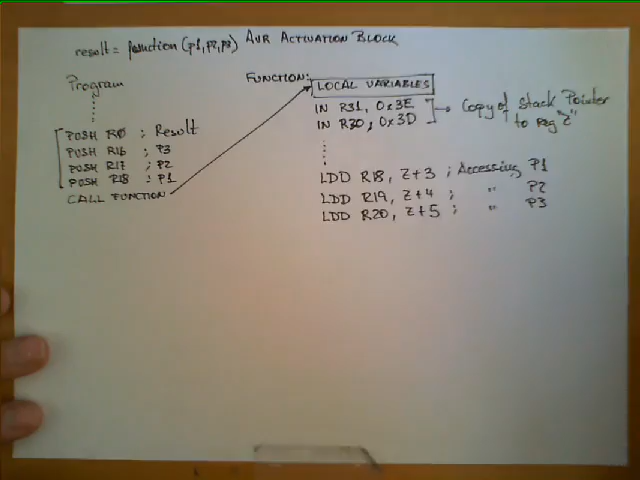 result = function (p1, p2, p3) AVR ACTIVATION BLOCK
Program
PUSH R0 ; Result
PUSH R16 ; P3
PUSH R17 ; P2
PUSH R18 ; P1
CALL FUNCTION
FUNCTION:
LOCAL VARIABLES
IN R31, 0x3E
IN R30, 0x3D
Copy of Stack Pointer
to Reg "Z"
LDD R18, Z+3 ; Accessing P1
LDD R19, Z+4 ; " P2
LDD R20, Z+5 ; " P3